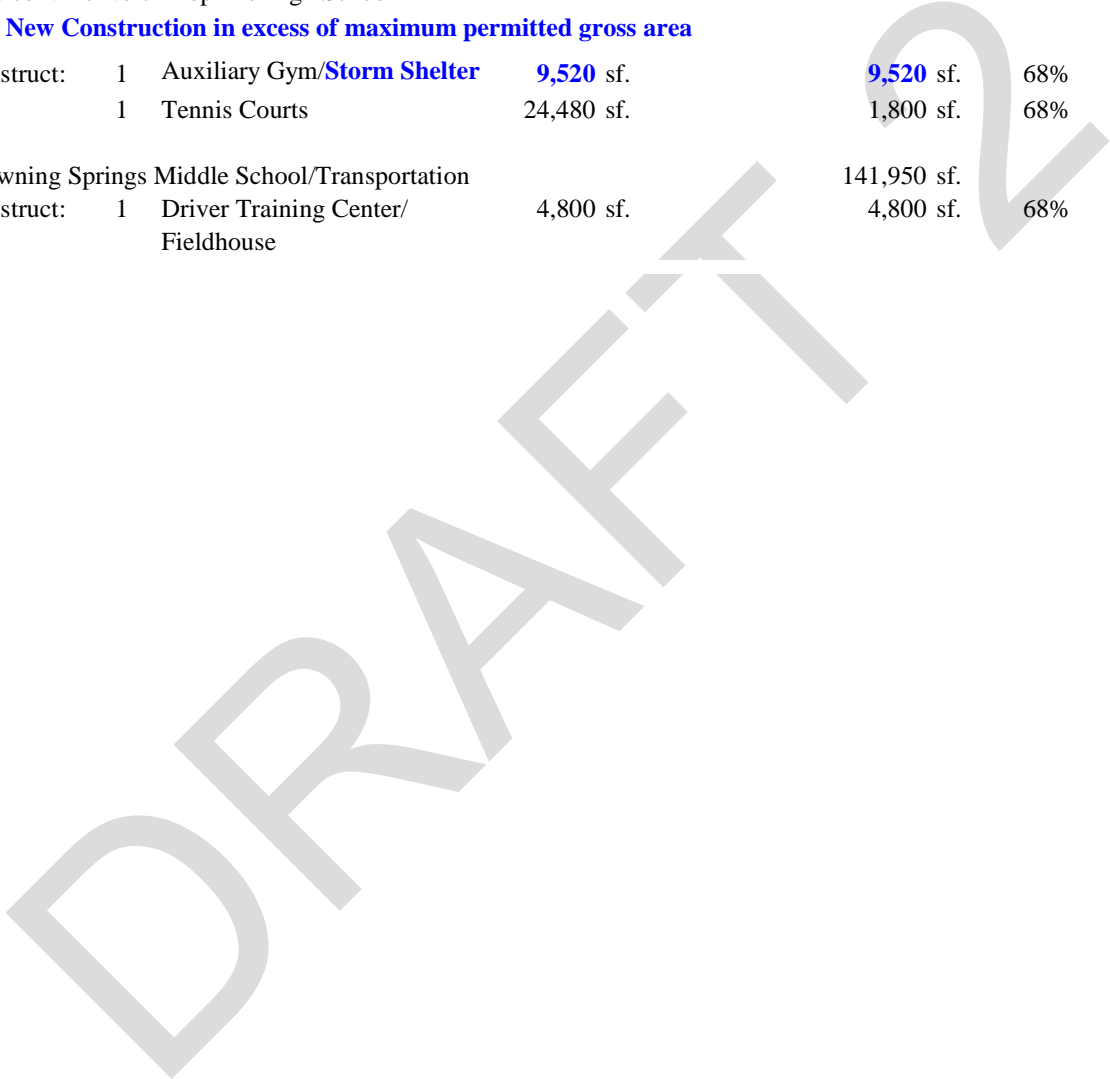 New Construction in excess of maximum permitted gross area
struct: 1 Auxiliary Gym/Storm Shelter 9,520 sf. 9,520 sf. 68%
1 Tennis Courts 24,480 sf. 1,800 sf. 68%
wning Springs Middle School/Transportation 141,950 sf.
struct: 1 Driver Training Center/ 4,800 sf. 4,800 sf. 68%
Fieldhouse
DRAFT 2